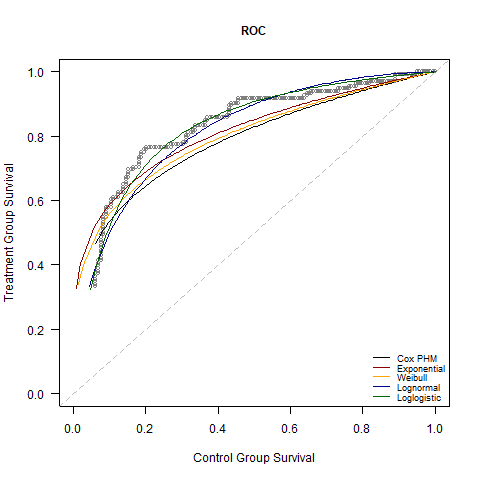 ROC
Treatment Group Survival
1.0
0.8
0.6
0.4
0.2
0.0
0.0 0.2 0.4 0.6 0.8 1.0
Control Group Survival
Cox PHM
Exponential
Weibull
Lognormal
Loglogistic